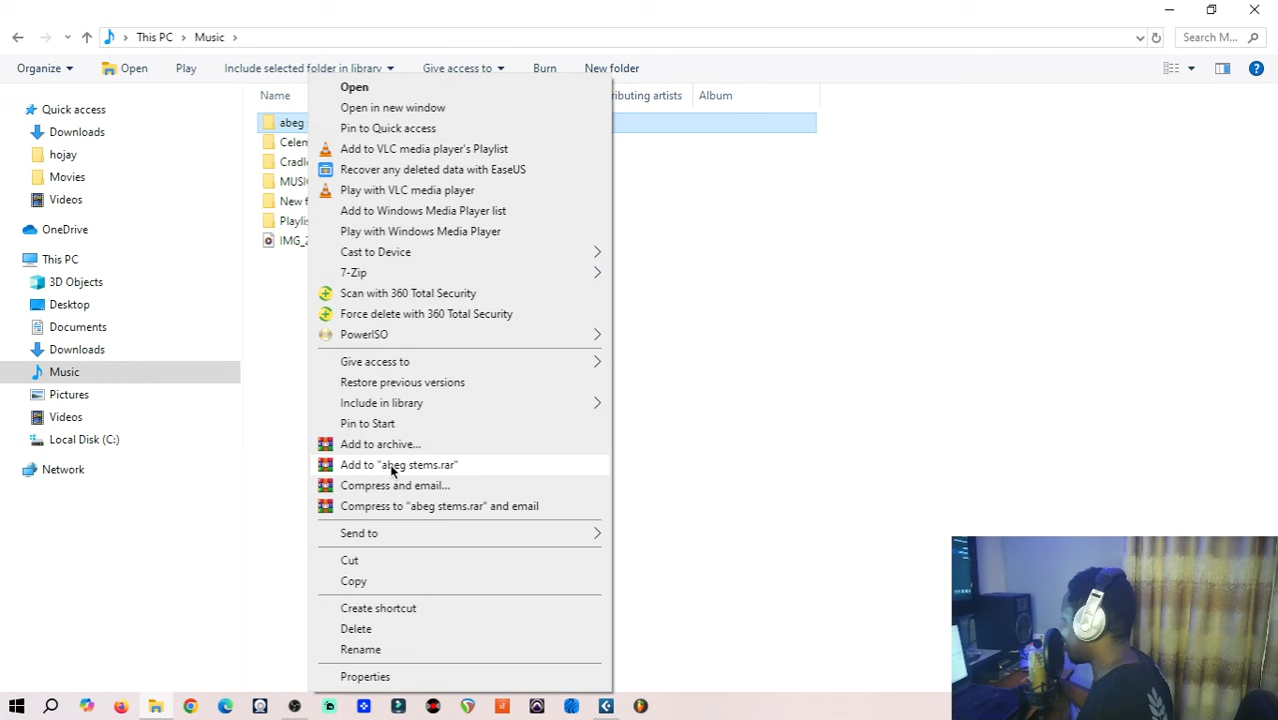 This PC
Music
Search M...
Organize
Open
Play
Include selected folder in library
Give access to
Burn
New folder
Name
ributing artists
Album
Quick access
Downloads
hojay
Movies
Videos
OneDrive
This PC
3D Objects
Desktop
Documents
Downloads
Music
Pictures
Videos
Local Disk (C:)
Network
abeg
Celem
Cradl
MUSI
New f
Playlis
IMG_2
Open
Open in new window
Pin to Quick access
Add to VLC media player's Playlist
Recover any deleted data with EaseUS
Play with VLC media player
Add to Windows Media Player list
Play with Windows Media Player
Cast to Device
7-Zip
Scan with 360 Total Security
Force delete with 360 Total Security
PowerISO
Give access to
Restore previous versions
Include in library
Pin to Start
Add to archive...
Add to "abeg stems.rar"
Compress and email...
Compress to "abeg stems.rar" and email
Send to
Cut
Copy
Create shortcut
Delete
Rename
Properties